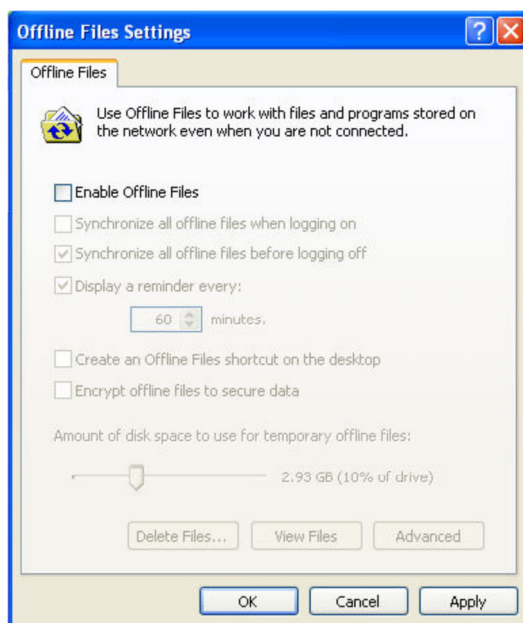 Offline Files Settings
Offline Files
Use Offline Files to work with files and programs stored on
the network even when you are not connected.
Enable Offline Files
Synchronize all offline files when logging on
Synchronize all offline files before logging off
Display a reminder every:
60 minutes.
Create an Offline Files shortcut on the desktop
Encrypt offline files to secure data
Amount of disk space to use for temporary offline files:
2.93 GB (10% of drive)
Delete Files... View Files Advanced
OK Cancel Apply